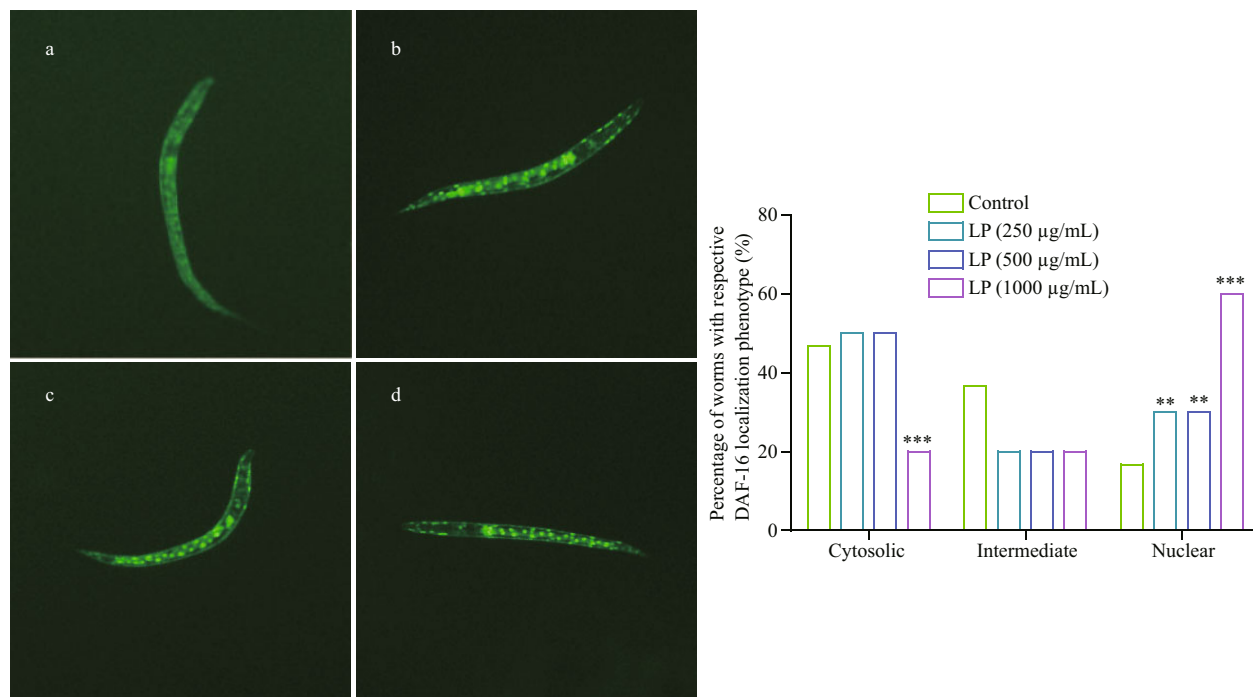 a
b
c
d
Percentage of worms with respective
DAF-16 localization phenotype (%)
80
60
40
20
0
Control
LP (250 µg/mL)
LP (500 µg/mL)
LP (1000 µg/mL)
***
**
**
***
Cytosolic
Intermediate
Nuclear